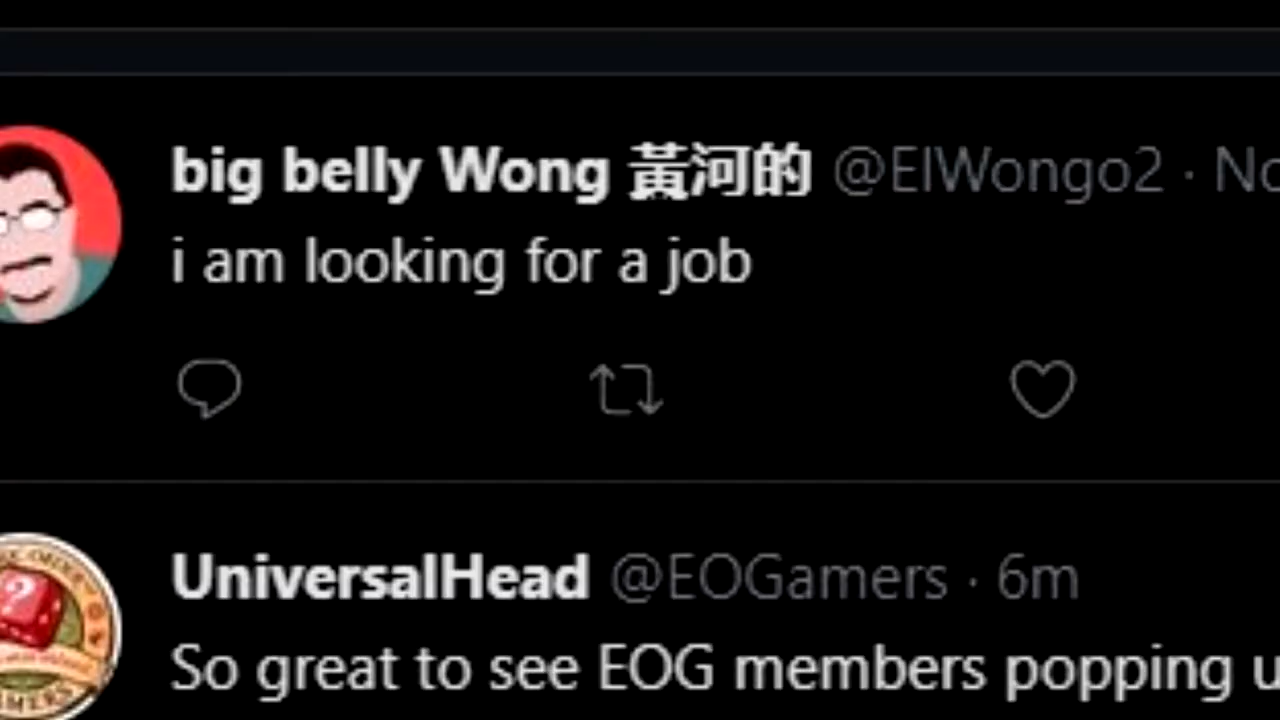 big belly Wong 黃河的 @ElWongo2 · No
i am looking for a job
UniversalHead @EOGamers · 6m
So great to see EOG members popping u